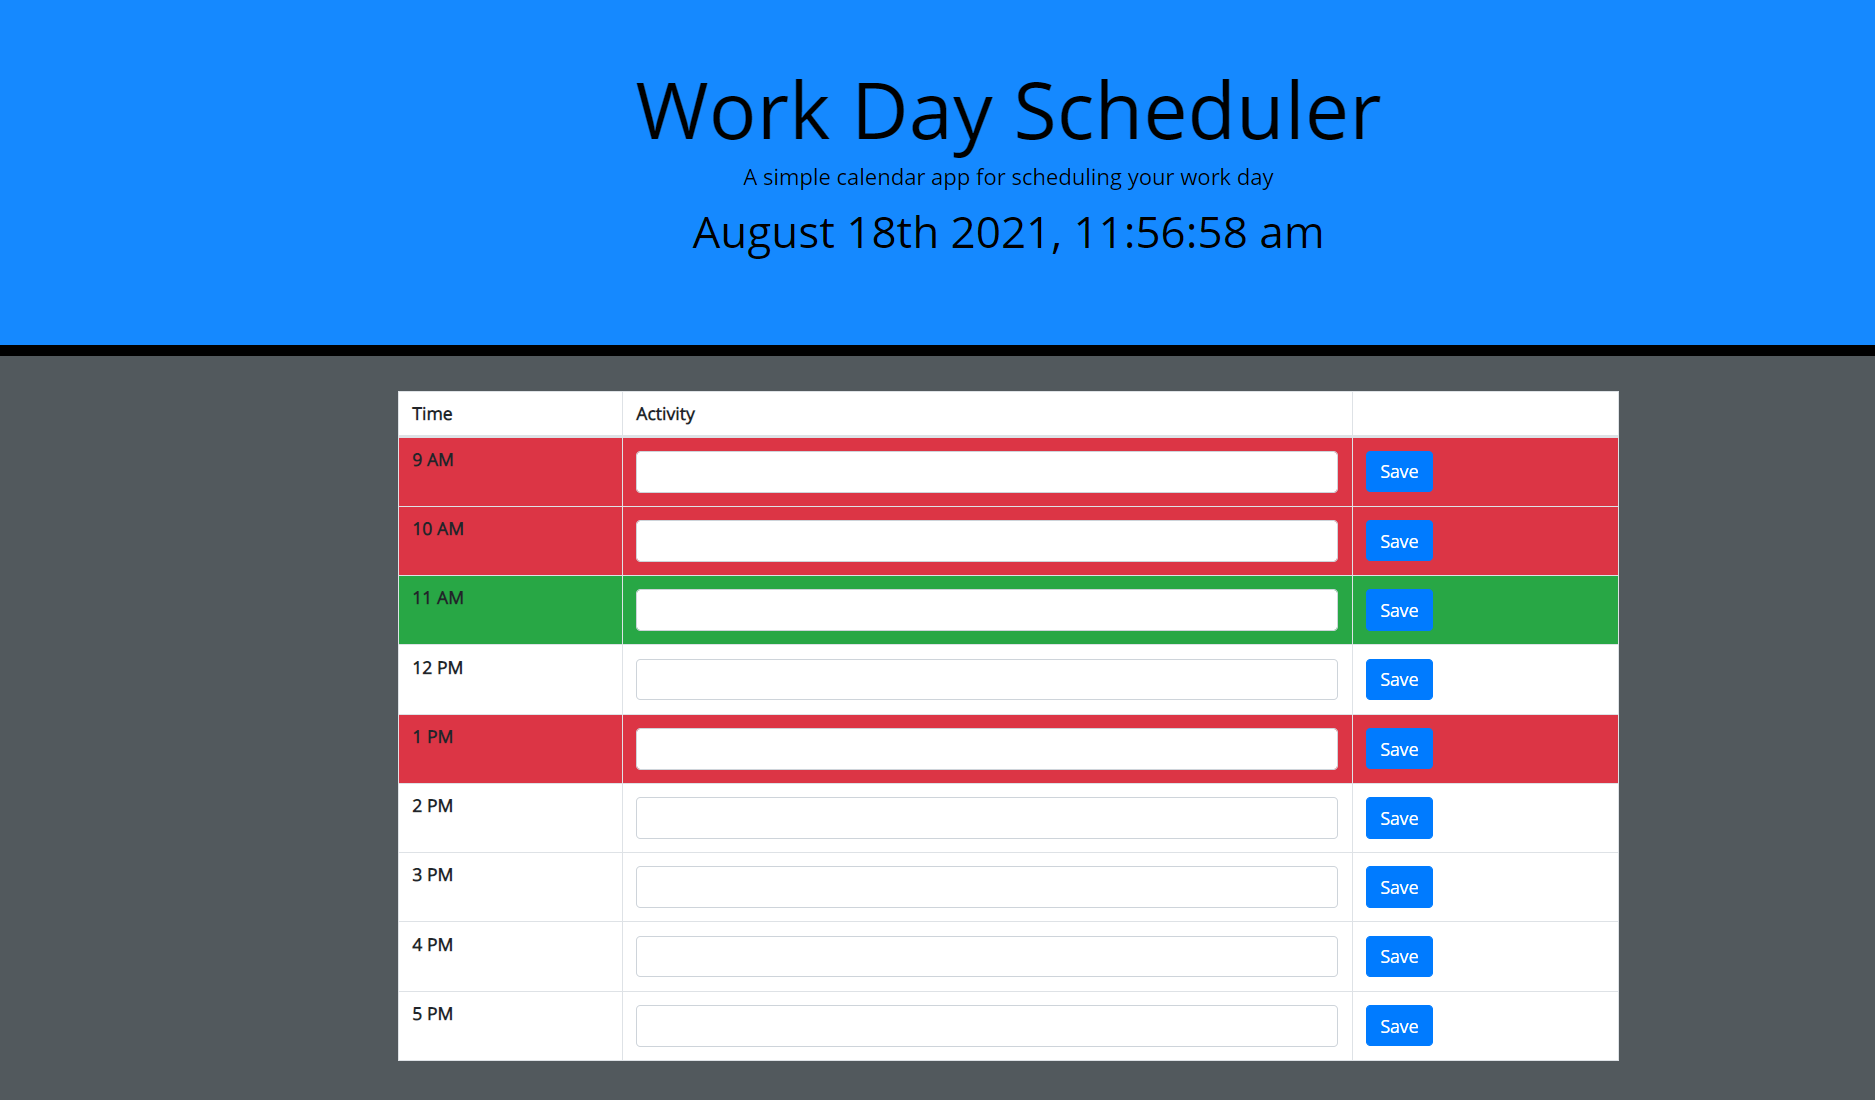 Work Day Scheduler
A simple calendar app for scheduling your work day
August 18th 2021, 11:56:58 am
Time Activity
9 AM Save
10 AM Save
11 AM Save
12 PM Save
1 PM Save
2 PM Save
3 PM Save
4 PM Save
5 PM Save